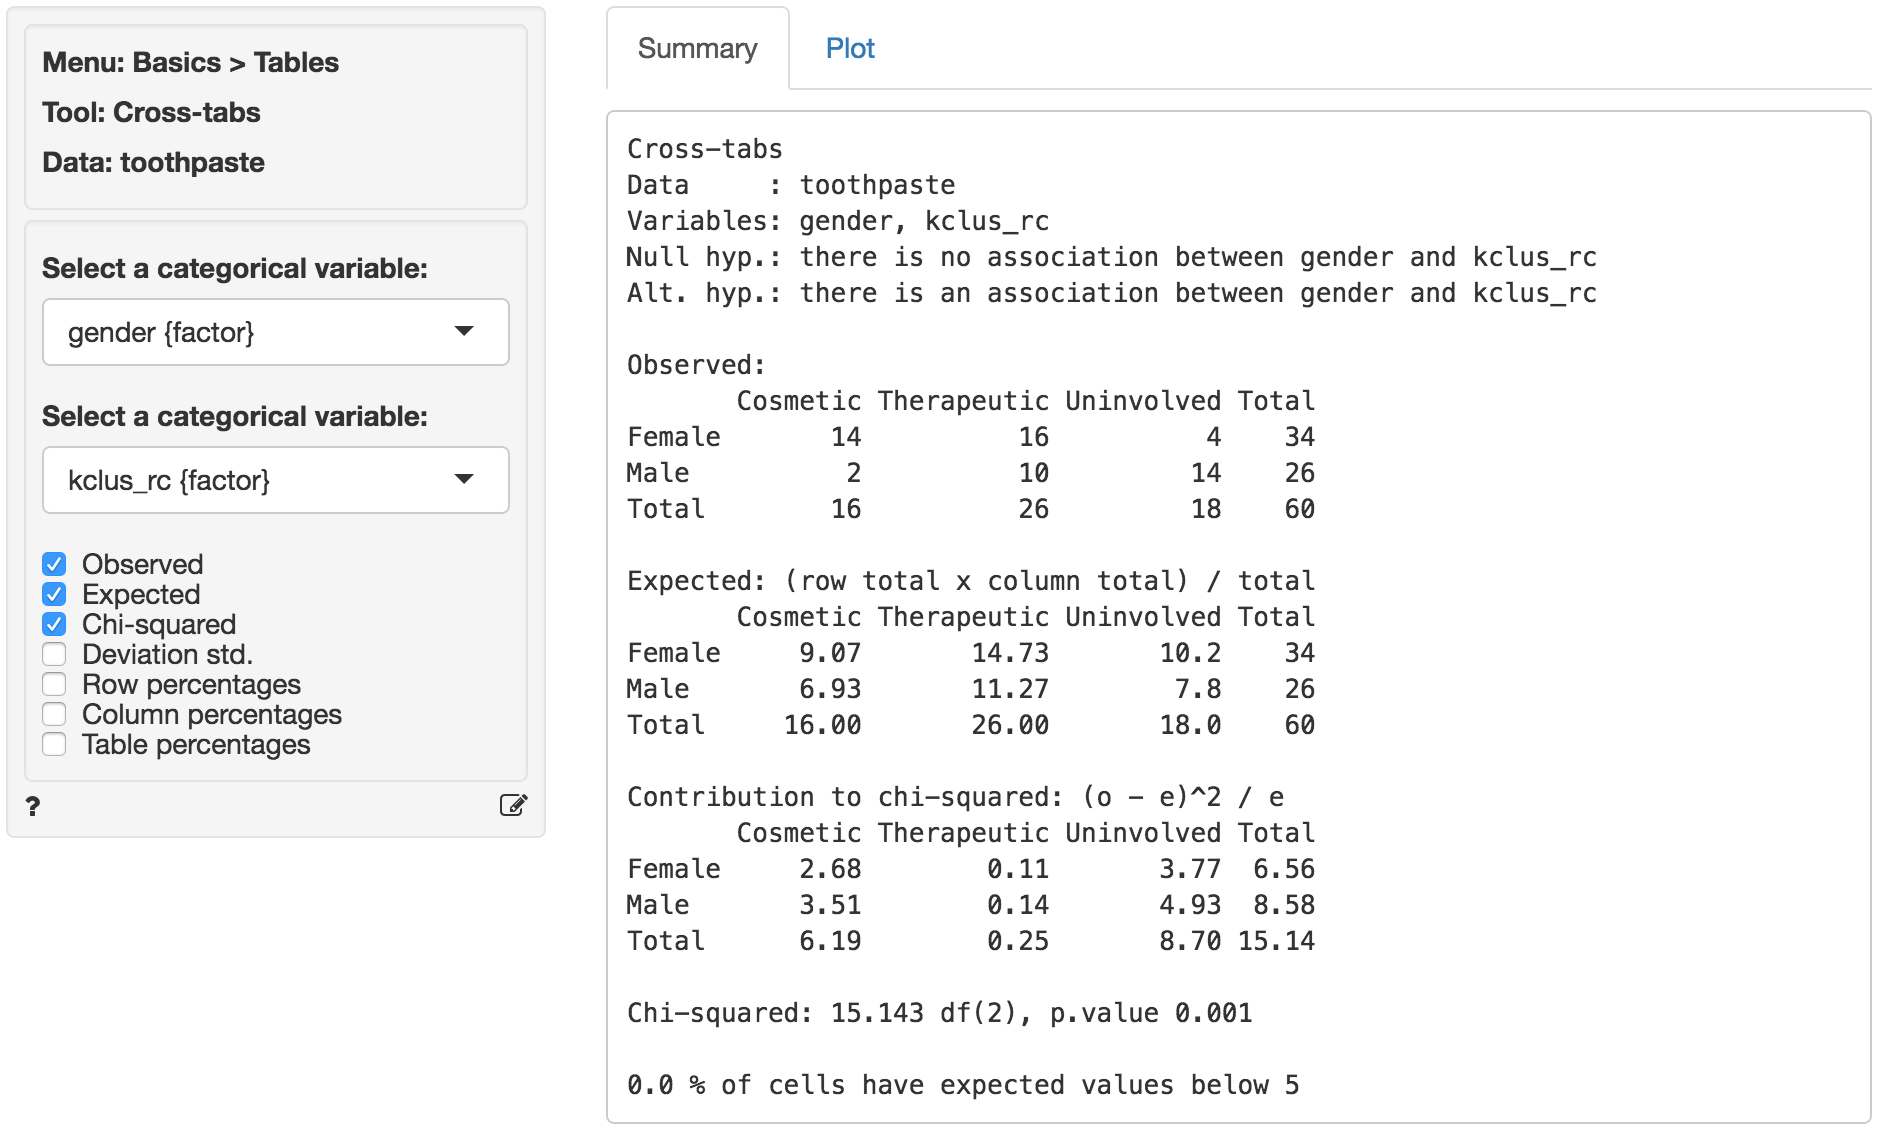 Menu: Basics > Tables
Tool: Cross-tabs
Data: toothpaste
Select a categorical variable:
gender {factor}
Select a categorical variable:
kclus_rc {factor}
Observed
Expected
Chi-squared
Deviation std.
Row percentages
Column percentages
Table percentages
?
Summary Plot
Cross-tabs
Data     : toothpaste
Variables: gender, kclus_rc
Null hyp.: there is no association between gender and kclus_rc
Alt. hyp.: there is an association between gender and kclus_rc
Observed:
       Cosmetic Therapeutic Uninvolved Total
Female       14          16          4    34
Male          2          10         14    26
Total        16          26         18    60
Expected: (row total x column total) / total
       Cosmetic Therapeutic Uninvolved Total
Female     9.07       14.73       10.2    34
Male       6.93       11.27        7.8    26
Total     16.00       26.00       18.0    60
Contribution to chi-squared: (o - e)^2 / e
       Cosmetic Therapeutic Uninvolved Total
Female     2.68        0.11       3.77  6.56
Male       3.51        0.14       4.93  8.58
Total      6.19        0.25       8.70 15.14
Chi-squared: 15.143 df(2), p.value 0.001
0.0 % of cells have expected values below 5